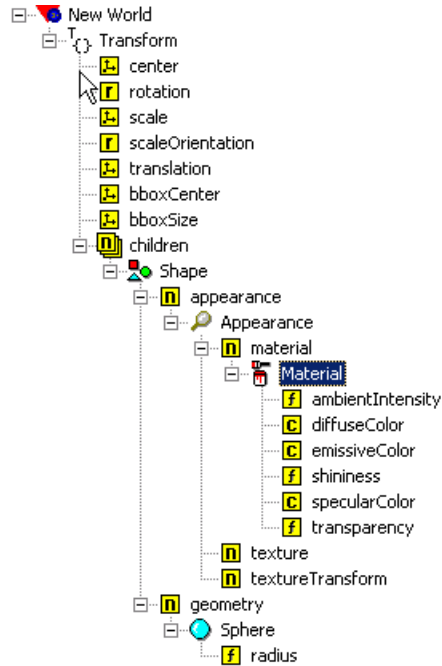 New World
T {} Transform
center
r rotation
scale
r scaleOrientation
translation
bboxCenter
bboxSize
n children
Shape
n appearance
Appearance
n material
Material
f ambientIntensity
C diffuseColor
C emissiveColor
f shininess
C specularColor
f transparency
n texture
n textureTransform
n geometry
Sphere
f radius